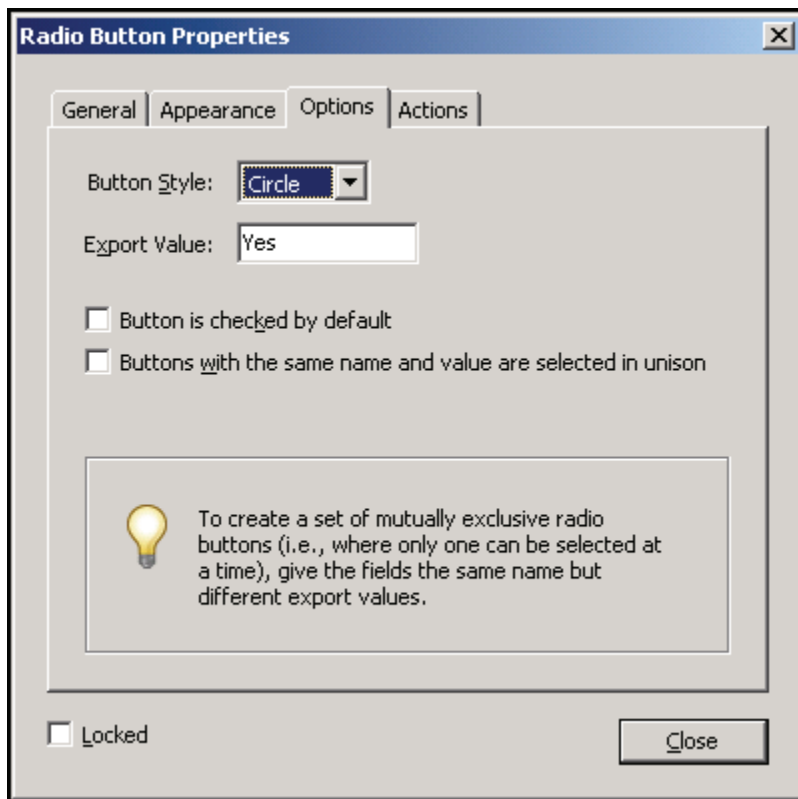 Radio Button Properties
General Appearance Options Actions
Button Style: Circle
Export Value: Yes
Button is checked by default
Buttons with the same name and value are selected in unison
To create a set of mutually exclusive radio
buttons (i.e., where only one can be selected at
a time), give the fields the same name but
different export values.
Locked
Close